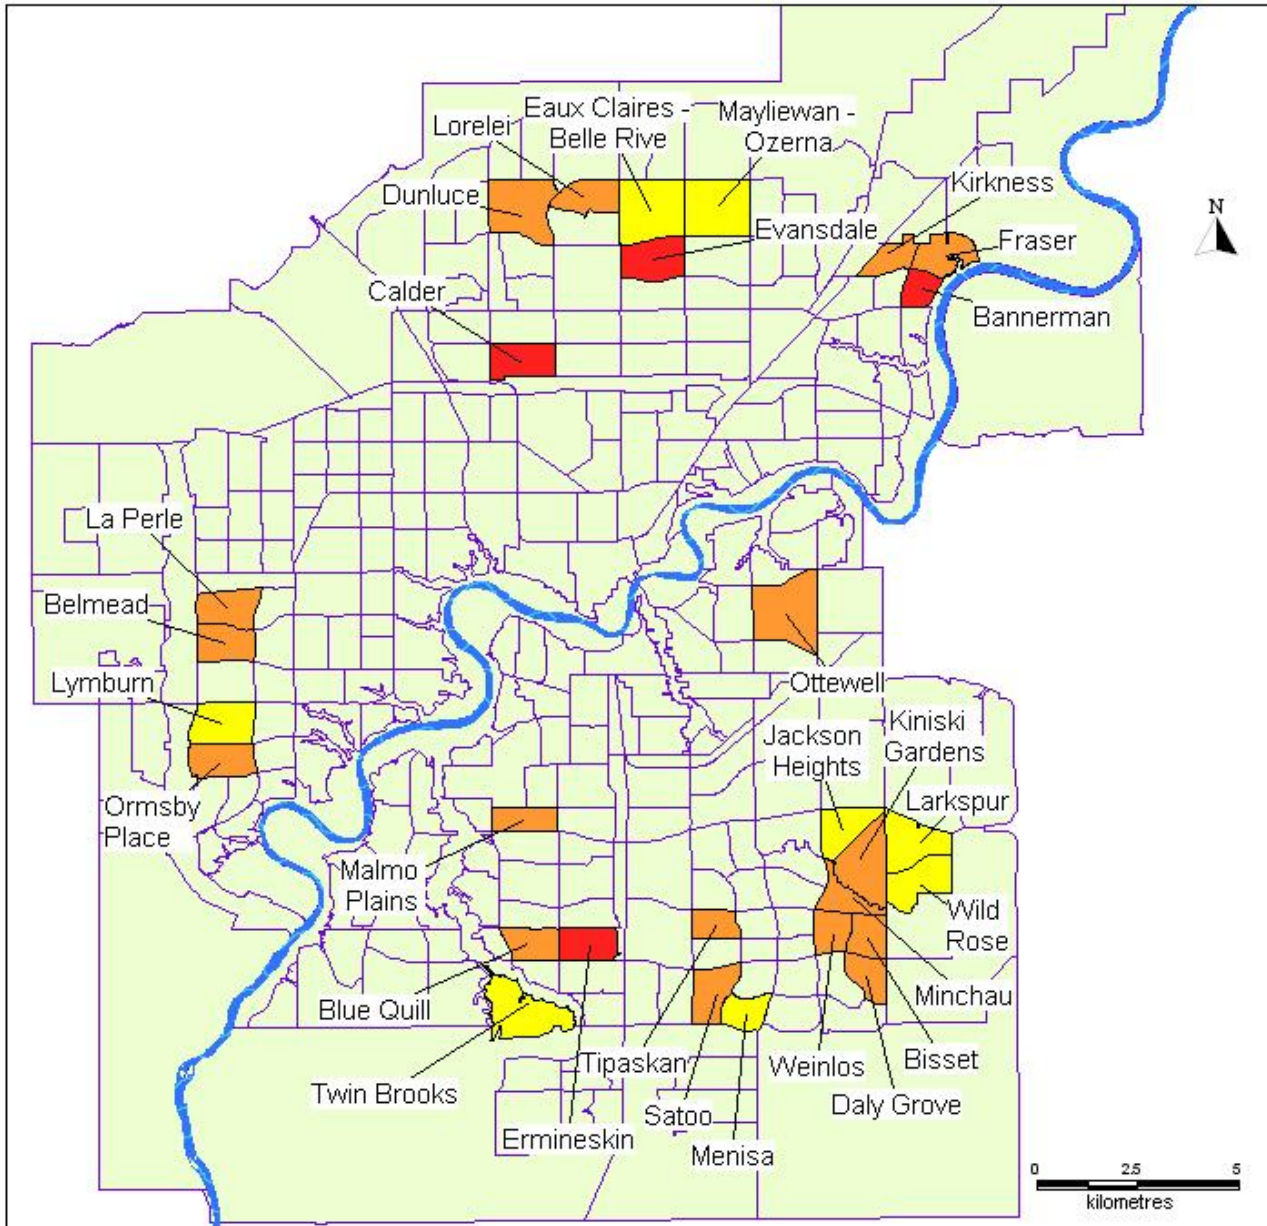 Eaux Claires -
Belle Rive
Mayliewan -
Ozerna
Lorelei
Dunluce
Kirkness
N
Evansdale
Fraser
Calder
Bannerman
La Perle
Belmead
Lymburn
Ottewell
Kiniski
Gardens
Jackson
Heights
Larkspur
Ormsby
Place
Malmo
Plains
Wild
Rose
Minchau
Blue Quill
Bisset
Tipaskan
Weinlos
Twin Brooks
Daly Grove
Satoo
Ermineskin
Menisa
0 2.5 5
kilometres